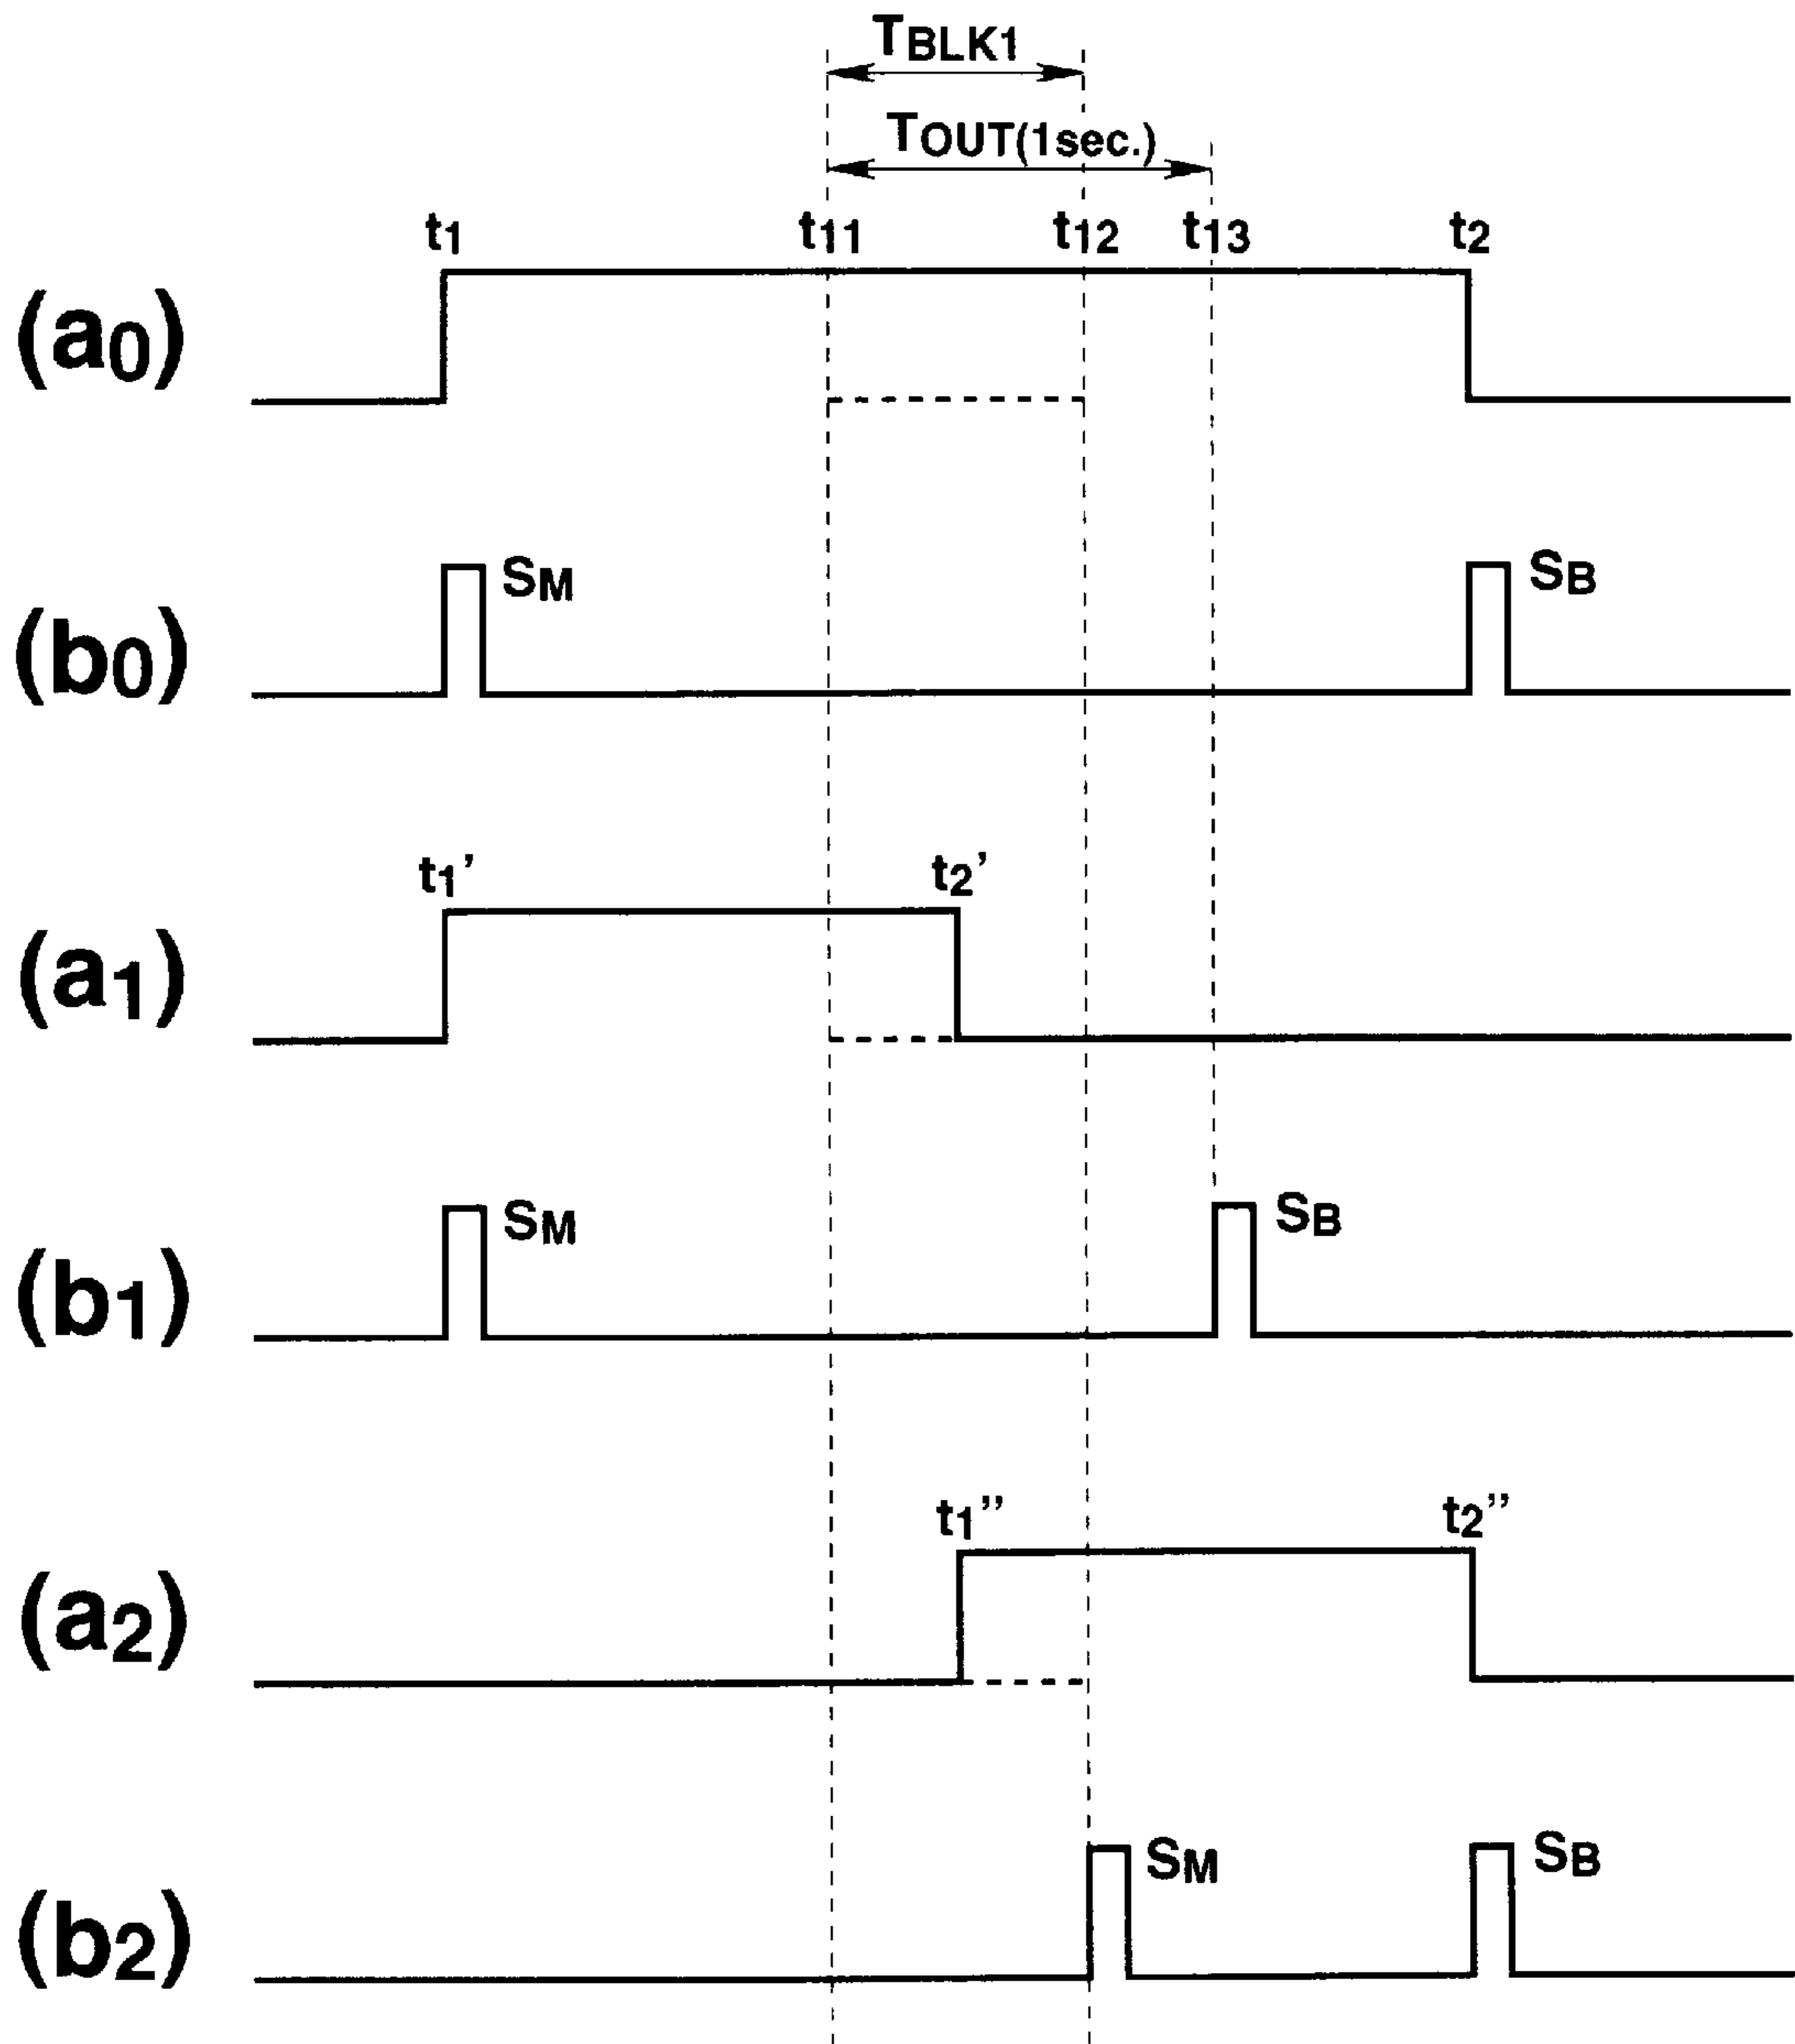 TBLK1
TOUT(1sec.)
t1 t11 t12 t13 t2
(a0)
SM SB
(b0)
t1' t2'
(a1)
SM SB
(b1)
t1" t2"
(a2)
SM SB
(b2)